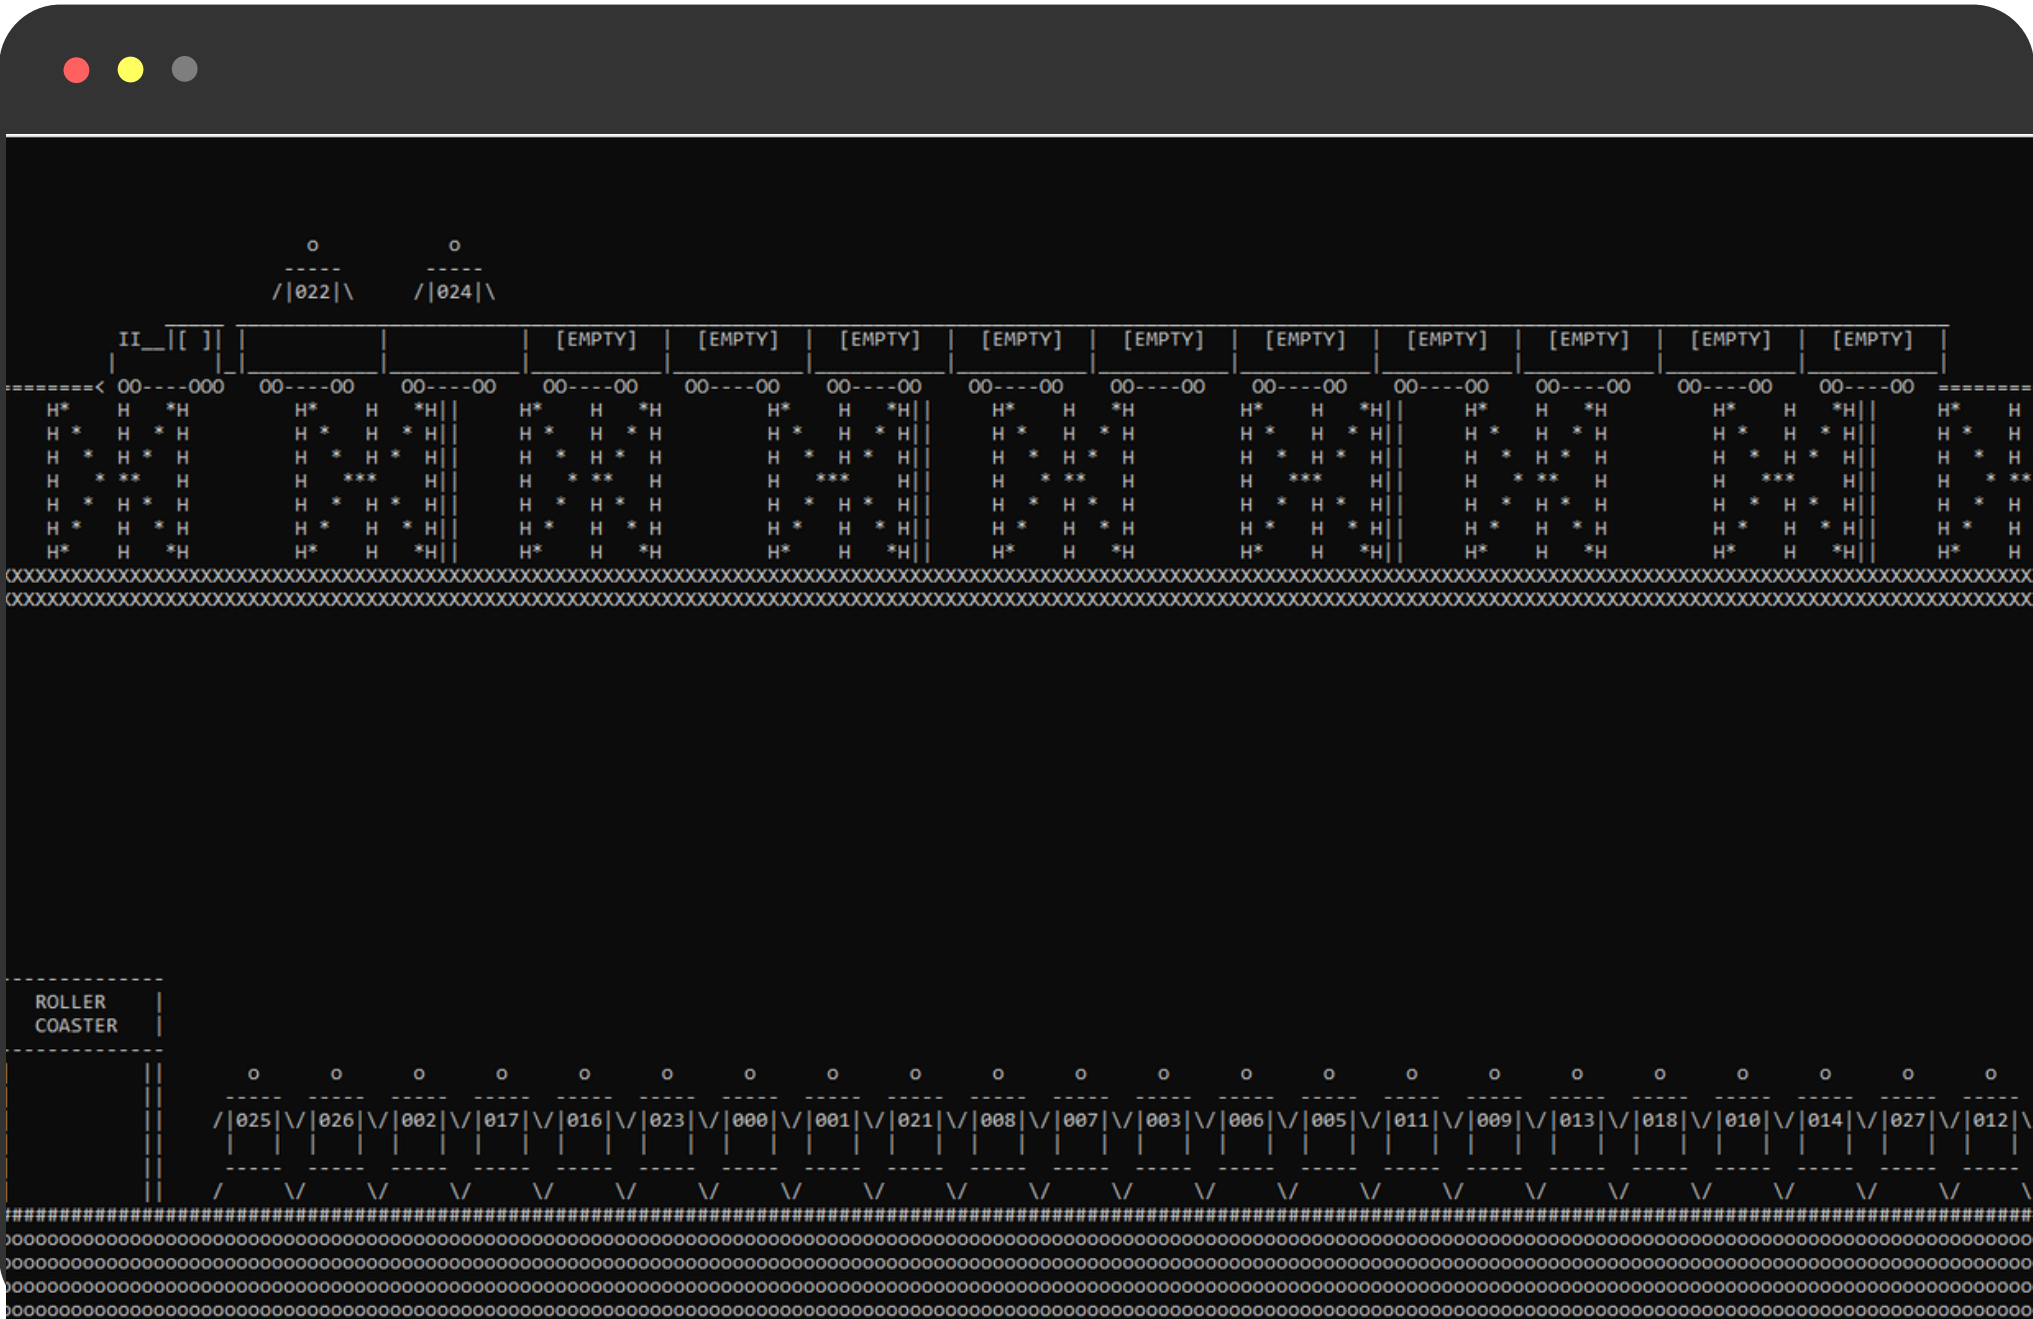 022 024
[EMPTY] [EMPTY] [EMPTY] [EMPTY] [EMPTY] [EMPTY] [EMPTY] [EMPTY] [EMPTY] [EMPTY]
ROLLER
COASTER
025 026 002 017 016 023 000 001 021 008 007 003 006 005 011 009 013 018 010 014 027 012